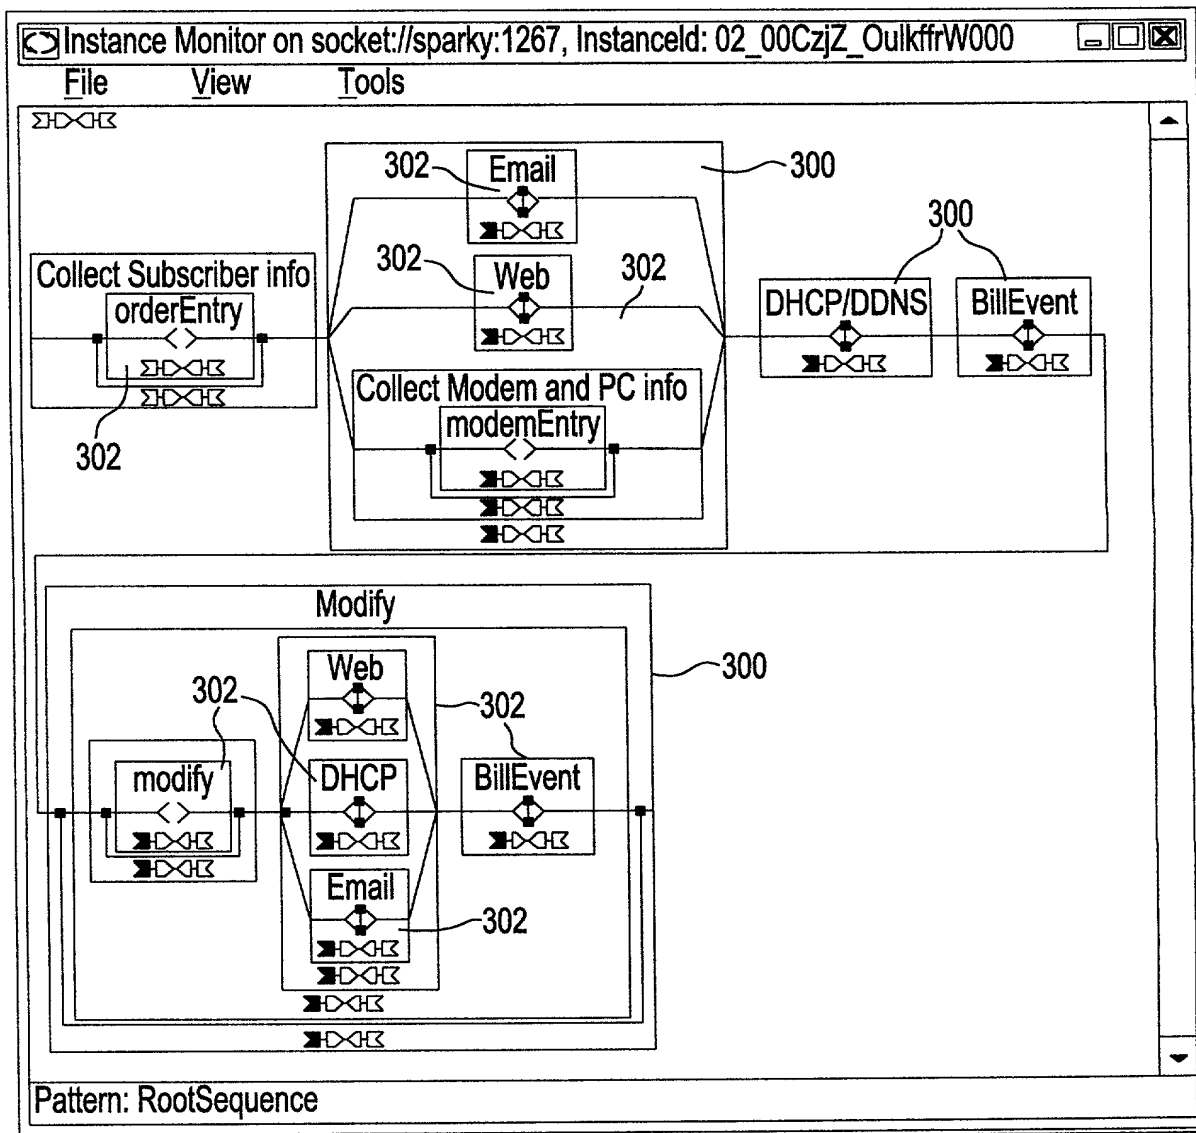 Instance Monitor on socket://sparky:1267, InstanceId: 02_00CzjZ_OulkffrW000
File View Tools
302 Email 300
300
302 Web 302
Collect Subscriber info
orderEntry
DHCP/DDNS BillEvent
Collect Modem and PC info
modemEntry
302
Modify
Web 300
302 302
modify DHCP BillEvent
Email
302
Pattern: RootSequence